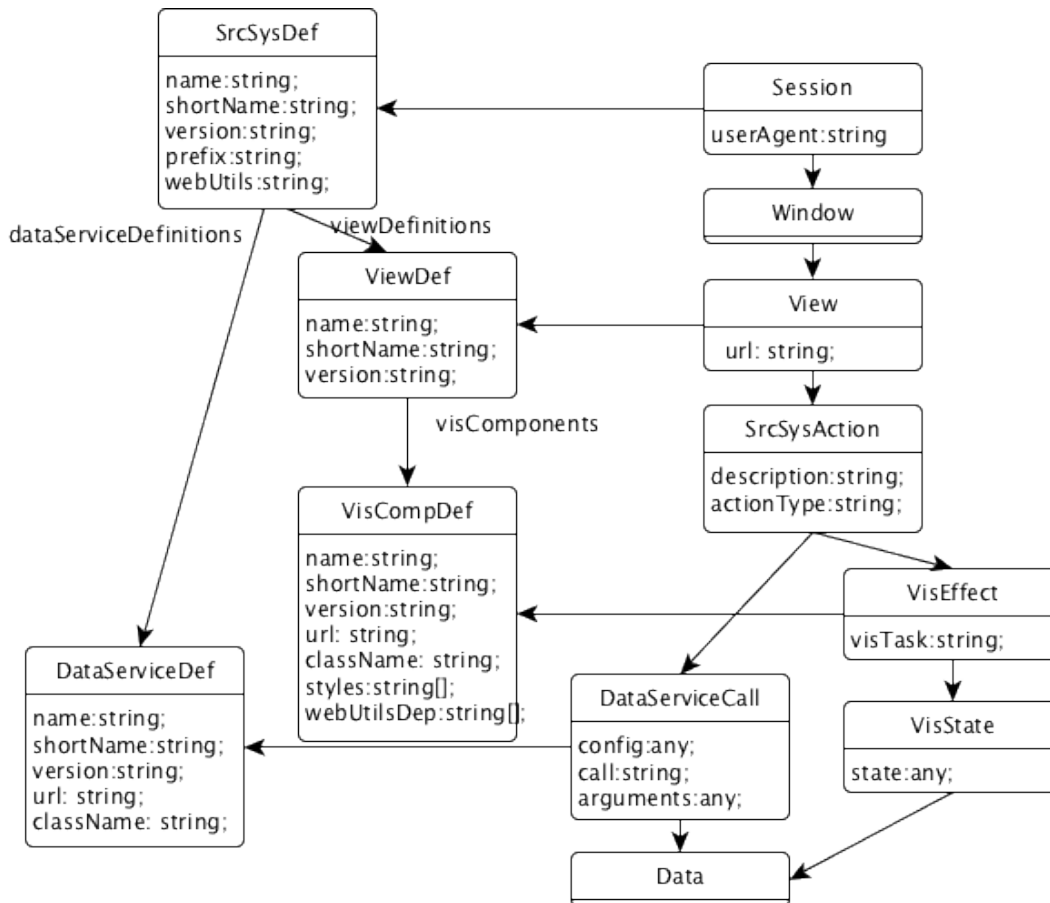 SrcSysDef
name:string;
shortName:string;
version:string;
prefix:string;
webUtils:string;
Session
userAgent:string
Window
dataServiceDefinitions
viewDefinitions
ViewDef
name:string;
shortName:string;
version:string;
View
url: string;
visComponents
SrcSysAction
description:string;
actionType:string;
VisCompDef
name:string;
shortName:string;
version:string;
url: string;
className: string;
styles:string[];
webUtilsDep:string[];
VisEffect
visTask:string;
DataServiceDef
name:string;
shortName:string;
version:string;
url: string;
className: string;
DataServiceCall
config:any;
call:string;
arguments:any;
VisState
state:any;
Data